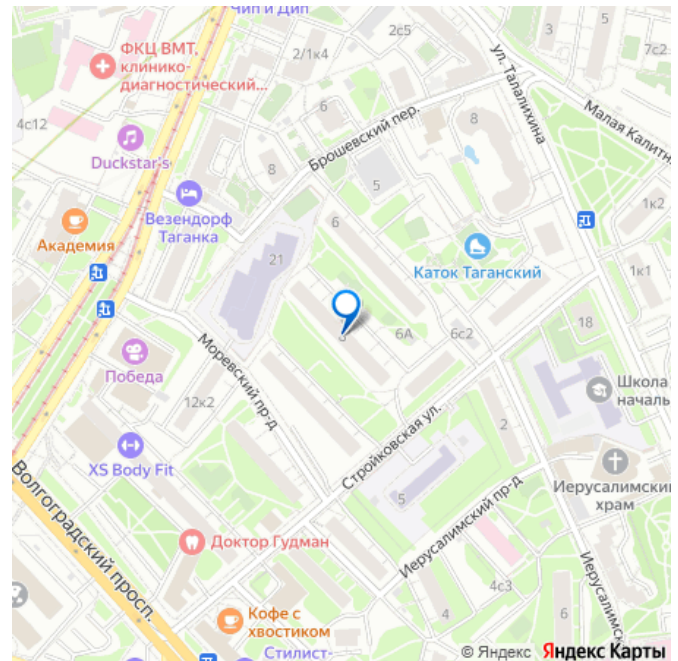 Чип и Дип
2с5
3
5
7с2
2/1к4
ФКЦ ВМТ,
клинико-
диагностический...
4с12
6
ул. Талалихина
Малая Калитн
Брошевский пер.
8
Duckstar's
8
5
Везендорф
Таганка
1к2
6
Академия
21
Каток Таганский
1к1
6А
6с2
18
Моревский пр-д
Победа
12к2
Школа
началь
Стройковская ул.
2
XS Body Fit
Иерусалимский
храм
Волгоградский просп.
5
Иерусалимский пр-д
Доктор Гудман
4с3
Иерусалимск
4
6
Кофе с
хвостиком
Стилист-
© Яндекс Яндекс Карты